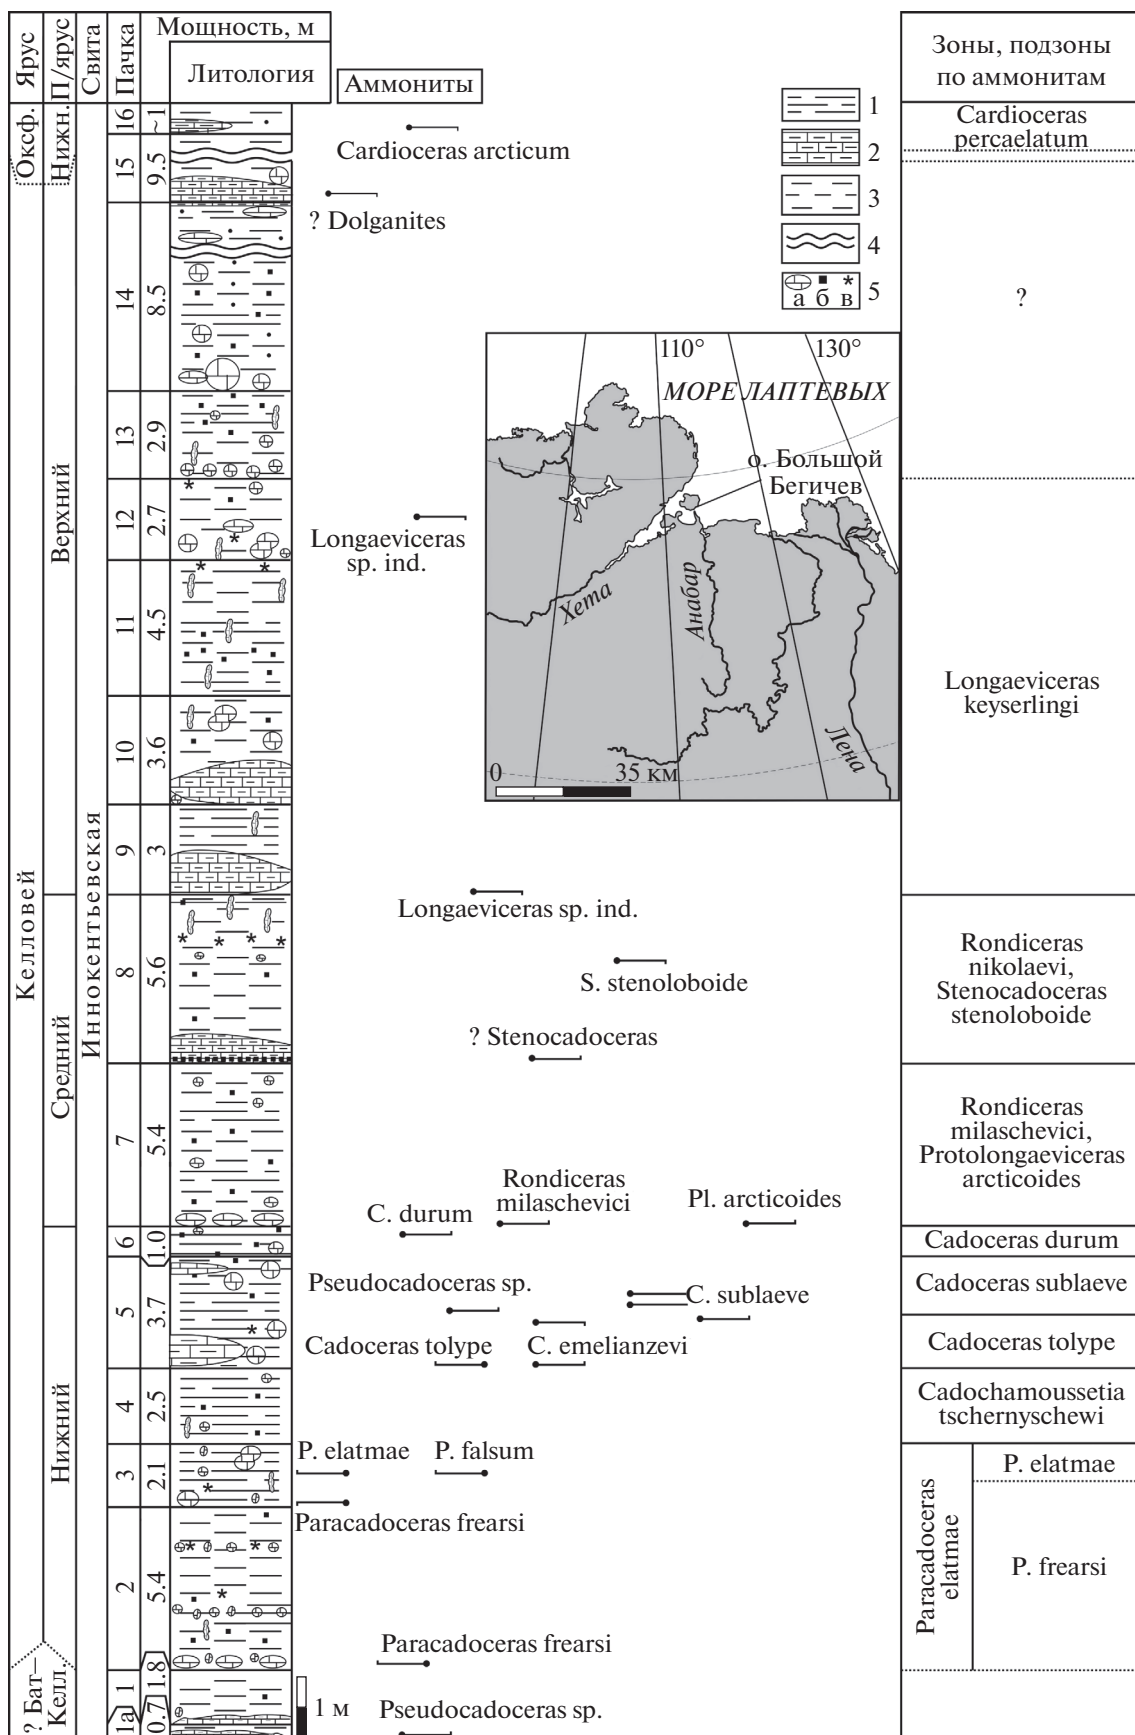 Ярус
П/ярус
Свита
Пачка
Мощность, м
Литология
Аммониты
Зоны, подзоны
по аммонитам
Оксф.
Нижн.
16
~1
Cardioceras arcticum
1
Cardioceras
percaelatum
15
9.5
? Dolganites
2
3
4
а б в 5
14
8.5
?
110°
130°
МОРЕ ЛАПТЕВЫХ
о. Большой
Бегичев
Хета
Анабар
Лена
0
35 км
Келловей
Верхний
Иннокентьевская
13
2.9
12
2.7
Longaeviceras
sp. ind.
11
4.5
10
3.6
Longaeviceras
keyserlingi
9
3
Longaeviceras sp. ind.
Средний
8
5.6
S. stenoloboide
? Stenocadoceras
Rondiceras
nikolaevi,
Stenocadoceras
stenoloboide
7
5.4
Rondiceras
milaschevici
Pl. arcticoides
Rondiceras
milaschevici,
Protolongaeviceras
arcticoides
Нижний
6
1.0
C. durum
Cadoceras durum
5
3.7
Pseudocadoceras sp.
C. sublaeve
Cadoceras sublaeve
Cadoceras tolype
C. emelianzevi
Cadoceras tolype
4
2.5
Cadochamoussetia
tschernyschewi
3
2.1
P. elatmae
P. falsum
Paracadoceras frearsi
Paracadoceras
elatmae
P. elatmae
P. frearsi
2
5.4
Paracadoceras frearsi
? Бат–
Келл.
1
1.8
1а
0.7
1 м
Pseudocadoceras sp.